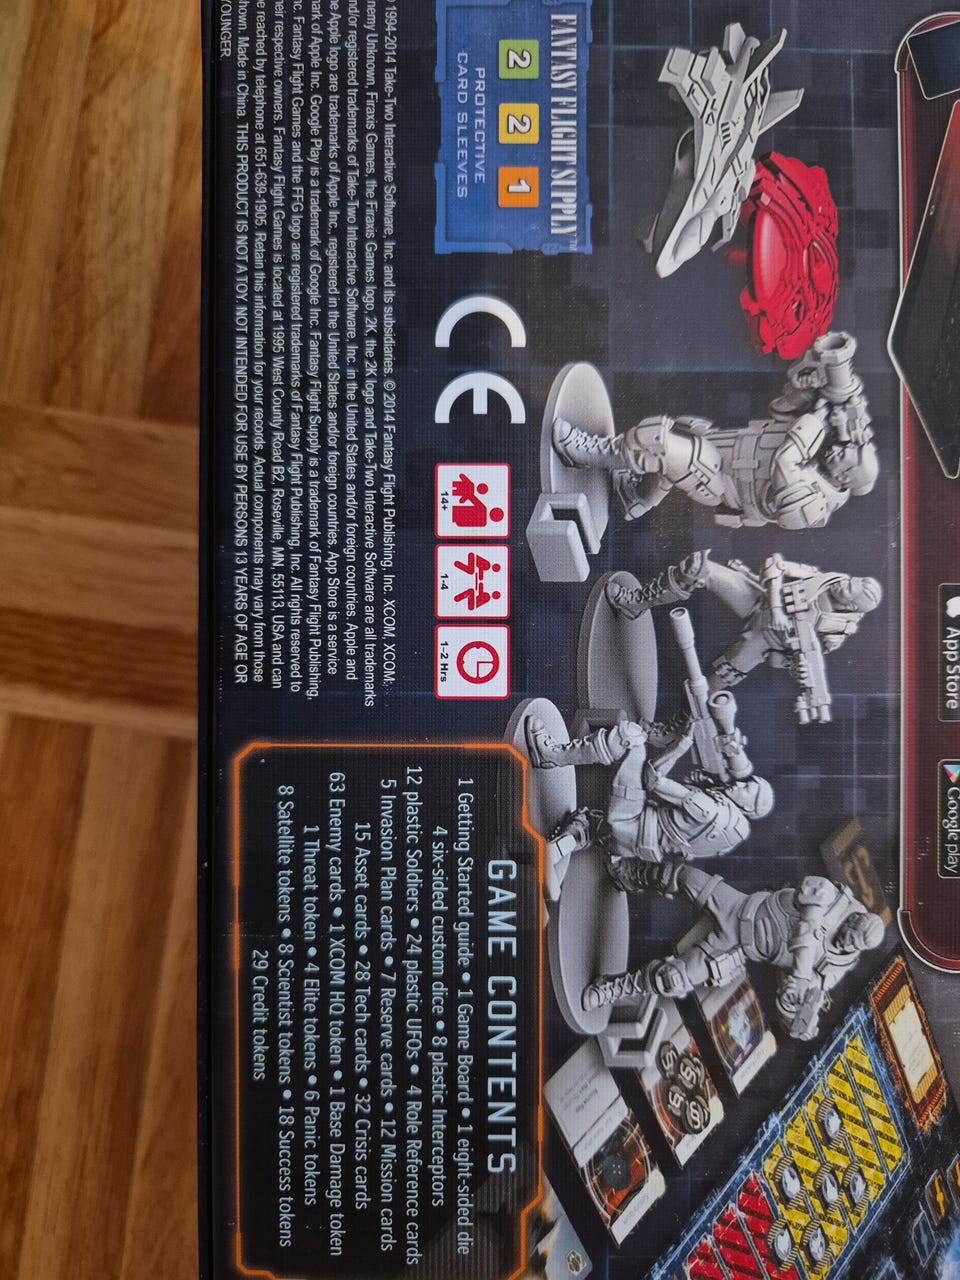 FANTASY FLIGHT SUPPLY™
2 2 1
PROTECTIVE
CARD SLEEVES
CE
14+
1-4
1-2 Hrs
1994-2014 Take-Two Interactive Software, Inc. and its subsidiaries. © 2014 Fantasy Flight Publishing, Inc. XCOM, XCOM:
nemy Unknown, Firaxis Games, the Firaxis Games logo, 2K, the 2K logo and Take-Two Interactive Software are all trademarks
nd/or registered trademarks of Take-Two Interactive Software, Inc. in the United States and/or foreign countries. Apple and
e Apple logo are trademarks of Apple Inc., registered in the United States and/or foreign countries. App Store is a service
ark of Apple Inc. Google Play is a trademark of Google Inc. Fantasy Flight Supply is a trademark of Fantasy Flight Publishing,
nc. Fantasy Flight Games and the FFG logo are registered trademarks of Fantasy Flight Publishing, Inc. All rights reserved to
eir respective owners. Fantasy Flight Games is located at 1995 West County Road B2, Roseville, MN, 55113, USA and can
e reached by telephone at 651-639-1905. Retain this information for your records. Actual components may vary from those
hown. Made in China. THIS PRODUCT IS NOT A TOY. NOT INTENDED FOR USE BY PERSONS 13 YEARS OF AGE OR
YOUNGER
App Store
Google play
GAME CONTENTS
1 Getting Started guide • 1 Game Board • 1 eight-sided die
4 six-sided custom dice • 8 plastic Interceptors
12 plastic Soldiers • 24 plastic UFOs • 4 Role Reference cards
5 Invasion Plan cards • 7 Reserve cards • 12 Mission cards
15 Asset cards • 28 Tech cards • 32 Crisis cards
63 Enemy cards • 1 XCOM HQ token • 1 Base Damage token
1 Threat token • 4 Elite tokens • 6 Panic tokens
8 Satellite tokens • 8 Scientist tokens • 18 Success tokens
29 Credit tokens